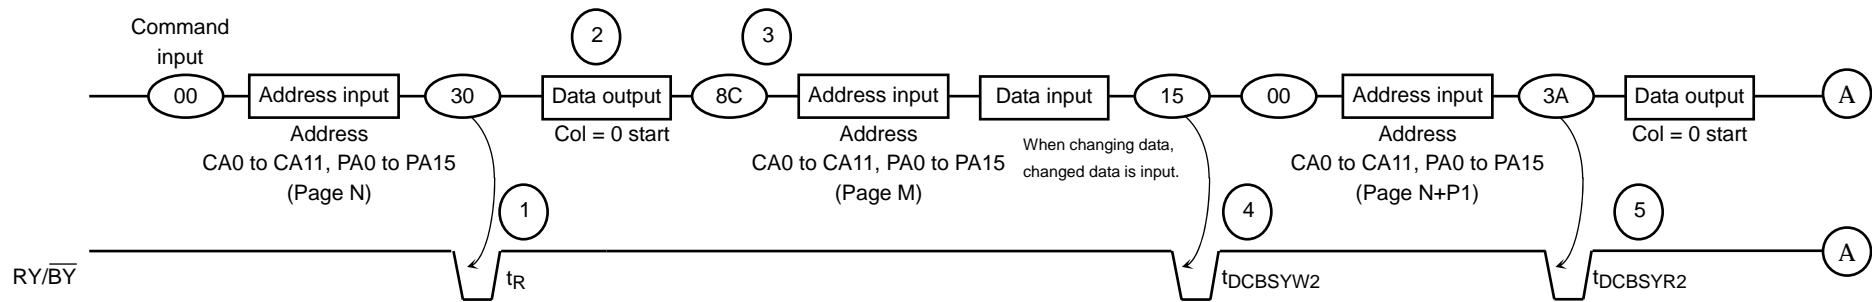 Command
input
2
3
00
Address input
30
Data output
8C
Address input
Data input
15
00
Address input
3A
Data output
A
Address
CA0 to CA11, PA0 to PA15
(Page N)
Col = 0 start
Address
CA0 to CA11, PA0 to PA15
(Page M)
When changing data,
changed data is input.
Address
CA0 to CA11, PA0 to PA15
(Page N+P1)
Col = 0 start
1
4
5
RY/BY
tR
tDCBSYW2
tDCBSYR2
A